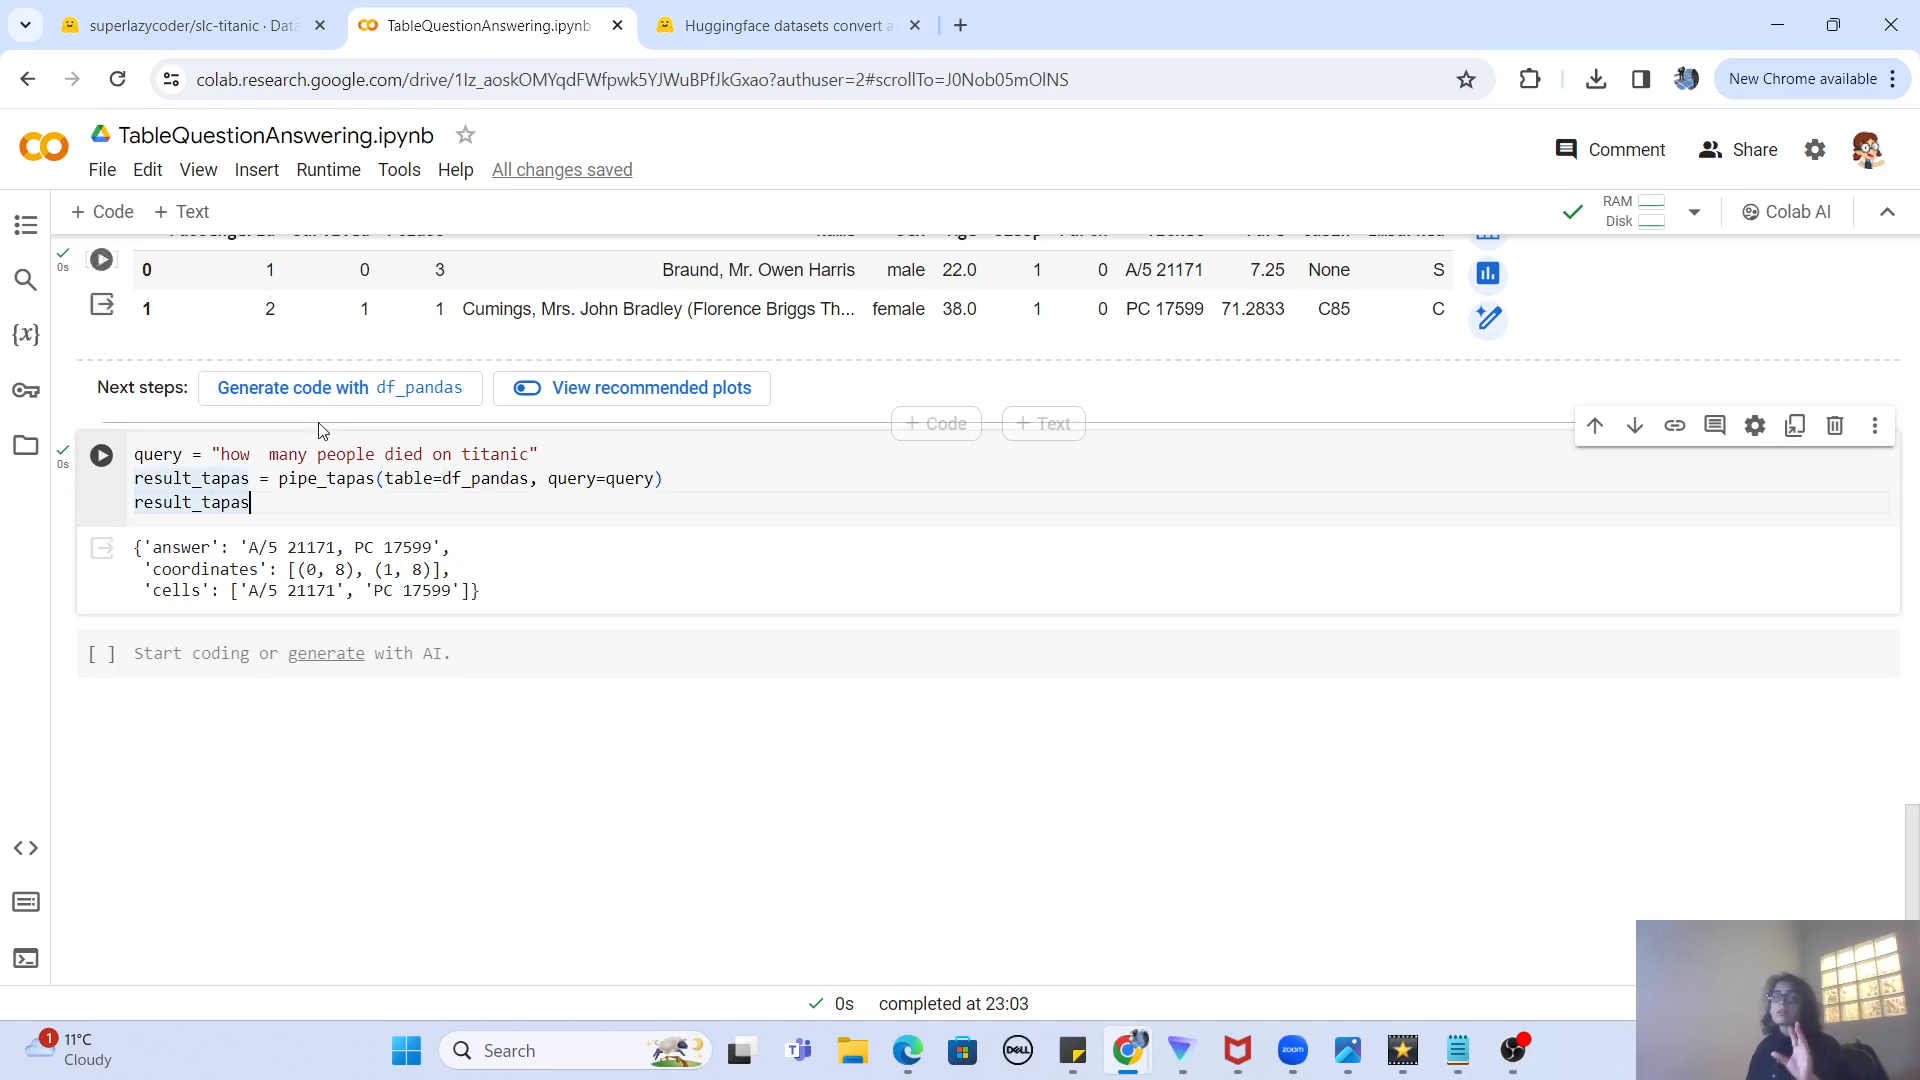 superlazycoder/slc-titanic · Data
TableQuestionAnswering.ipynb
Huggingface datasets convert a
colab.research.google.com/drive/1Iz_aoskOMYqdFWfpwk5YJWuBPfJkGxao?authuser=2#scrollTo=J0Nob05mOlNS
New Chrome available
TableQuestionAnswering.ipynb
Comment
Share
File Edit View Insert Runtime Tools Help All changes saved
+ Code + Text
RAM
Disk
Colab AI
0s
0 1 0 3 Braund, Mr. Owen Harris male 22.0 1 0 A/5 21171 7.25 None S
1 2 1 1 Cumings, Mrs. John Bradley (Florence Briggs Th... female 38.0 1 0 PC 17599 71.2833 C85 C
Next steps: Generate code with df_pandas View recommended plots
+ Code + Text
0s
query = "how  many people died on titanic"
result_tapas = pipe_tapas(table=df_pandas, query=query)
result_tapas
{'answer': 'A/5 21171, PC 17599',
'coordinates': [(0, 8), (1, 8)],
'cells': ['A/5 21171', 'PC 17599']}
[ ] Start coding or generate with AI.
0s completed at 23:03
1
11°C
Cloudy
Search
DELL
zoom